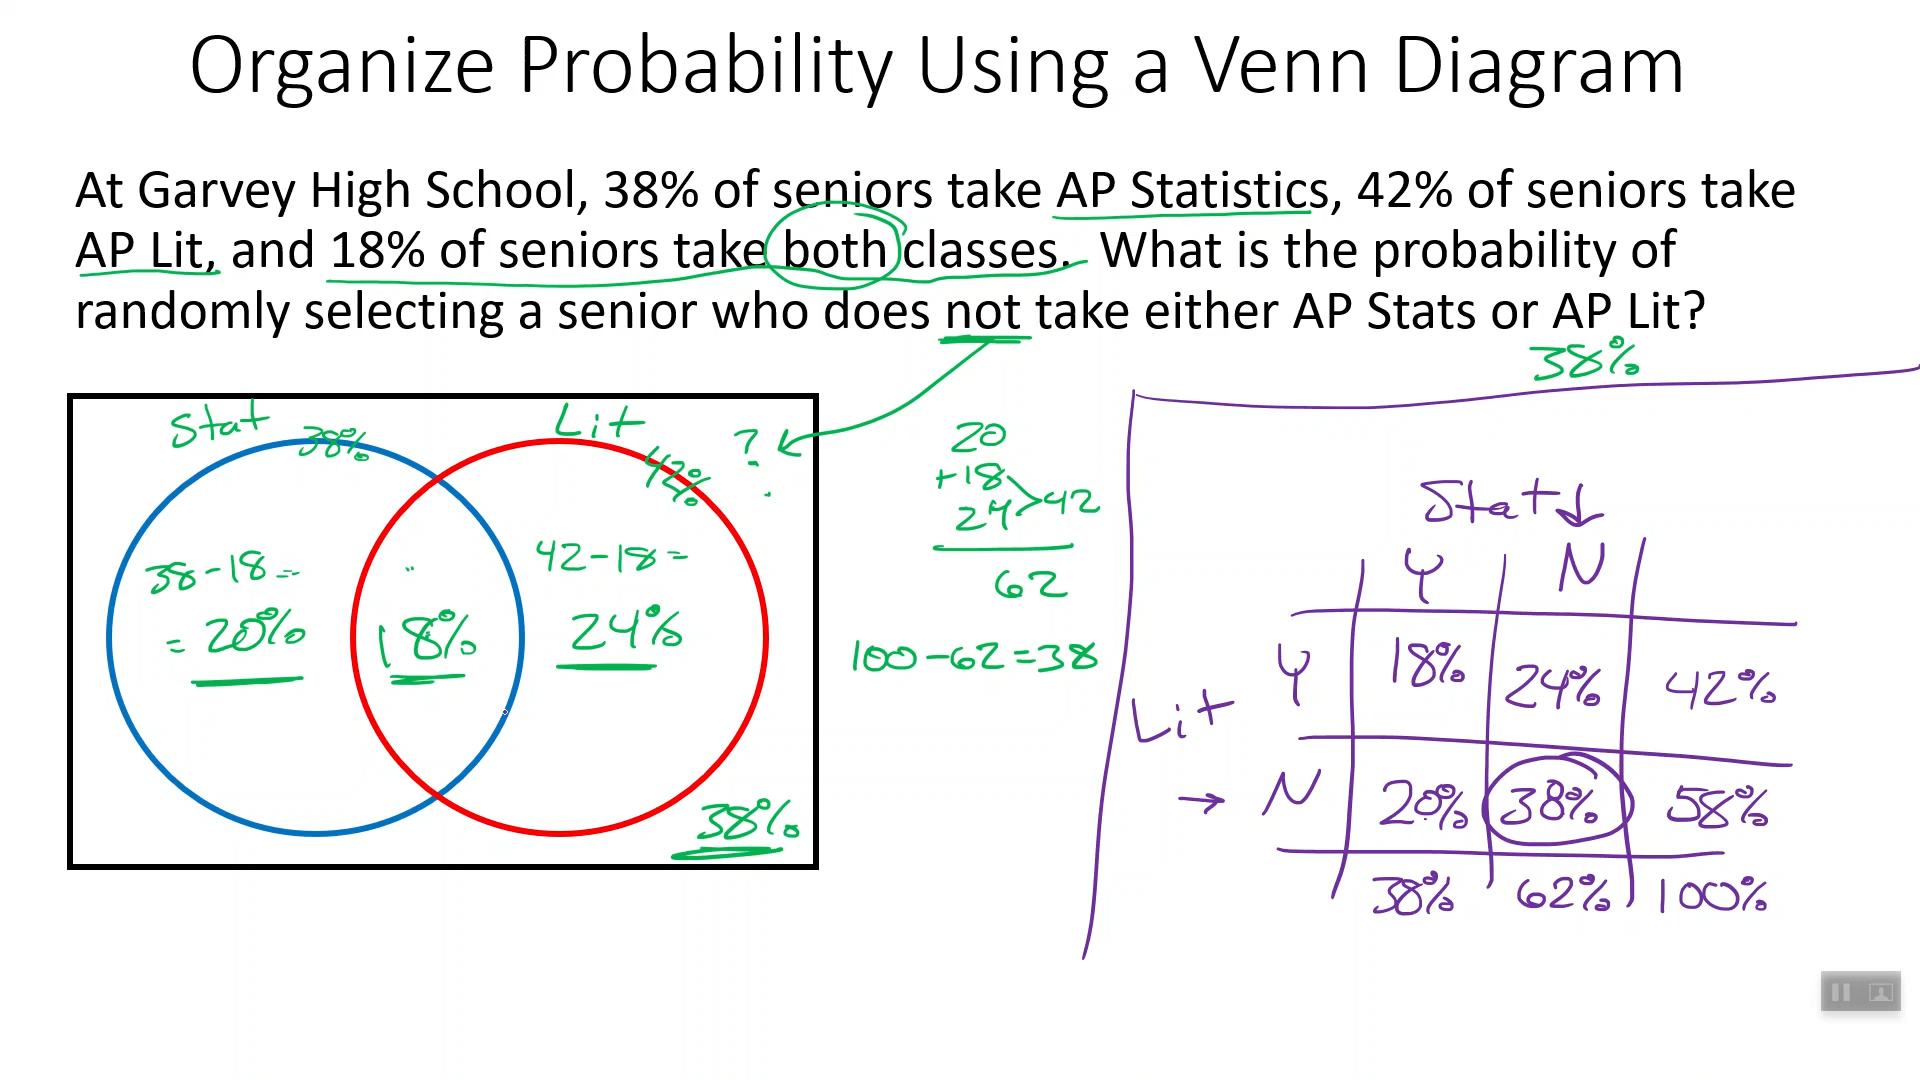 Organize Probability Using a Venn Diagram
At Garvey High School, 38% of seniors take AP Statistics, 42% of seniors take
AP Lit, and 18% of seniors take both classes. What is the probability of
randomly selecting a senior who does not take either AP Stats or AP Lit?
38%
Stat
38%
Lit
42%
?
38-18=
= 20%
18%
42-18=
24%
38%
20
+18
24 42
62
100-62=38
Stat
Y N
Lit
Y 18% 24% 42%
N 20% 38% 58%
38% 62% 100%